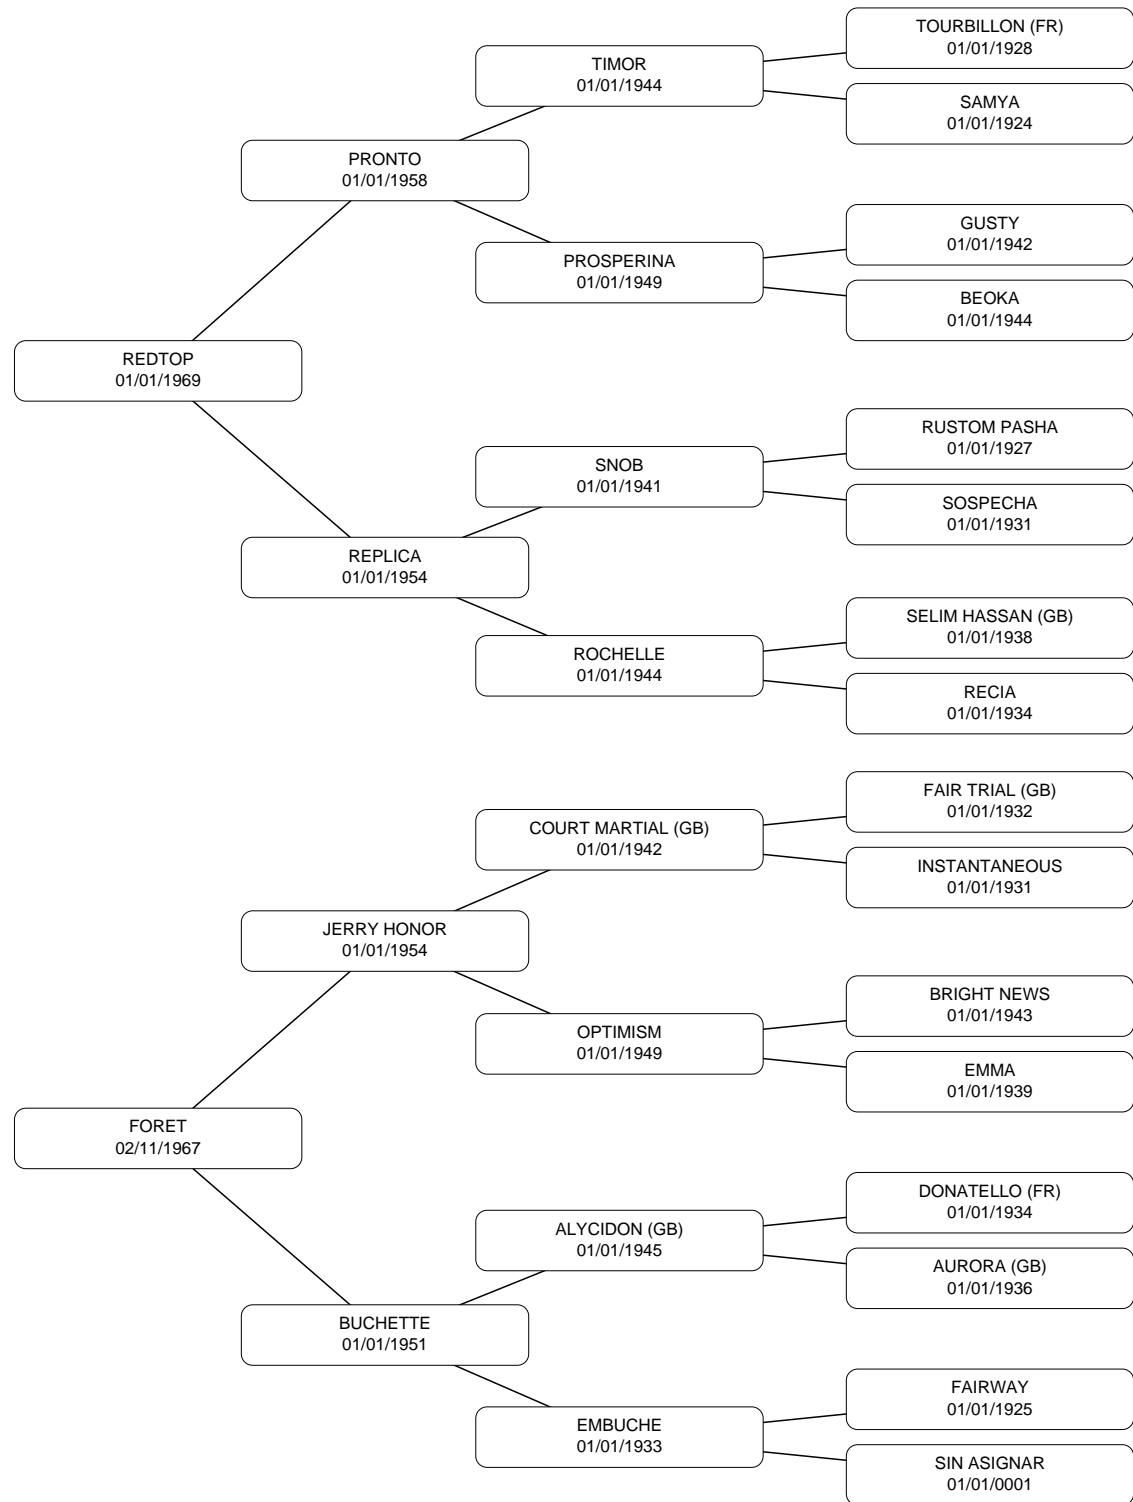 TOURBILLON (FR)
01/01/1928
TIMOR
01/01/1944
SAMYA
01/01/1924
PRONTO
01/01/1958
GUSTY
01/01/1942
PROSPERINA
01/01/1949
BEOKA
01/01/1944
REDTOP
01/01/1969
RUSTOM PASHA
01/01/1927
SNOB
01/01/1941
SOSPECHA
01/01/1931
REPLICA
01/01/1954
SELIM HASSAN (GB)
01/01/1938
ROCHELLE
01/01/1944
RECIA
01/01/1934
FAIR TRIAL (GB)
01/01/1932
COURT MARTIAL (GB)
01/01/1942
INSTANTANEOUS
01/01/1931
JERRY HONOR
01/01/1954
BRIGHT NEWS
01/01/1943
OPTIMISM
01/01/1949
EMMA
01/01/1939
FORET
02/11/1967
DONATELLO (FR)
01/01/1934
ALYCIDON (GB)
01/01/1945
AURORA (GB)
01/01/1936
BUCHETTE
01/01/1951
FAIRWAY
01/01/1925
EMBUCHE
01/01/1933
SIN ASIGNAR
01/01/0001